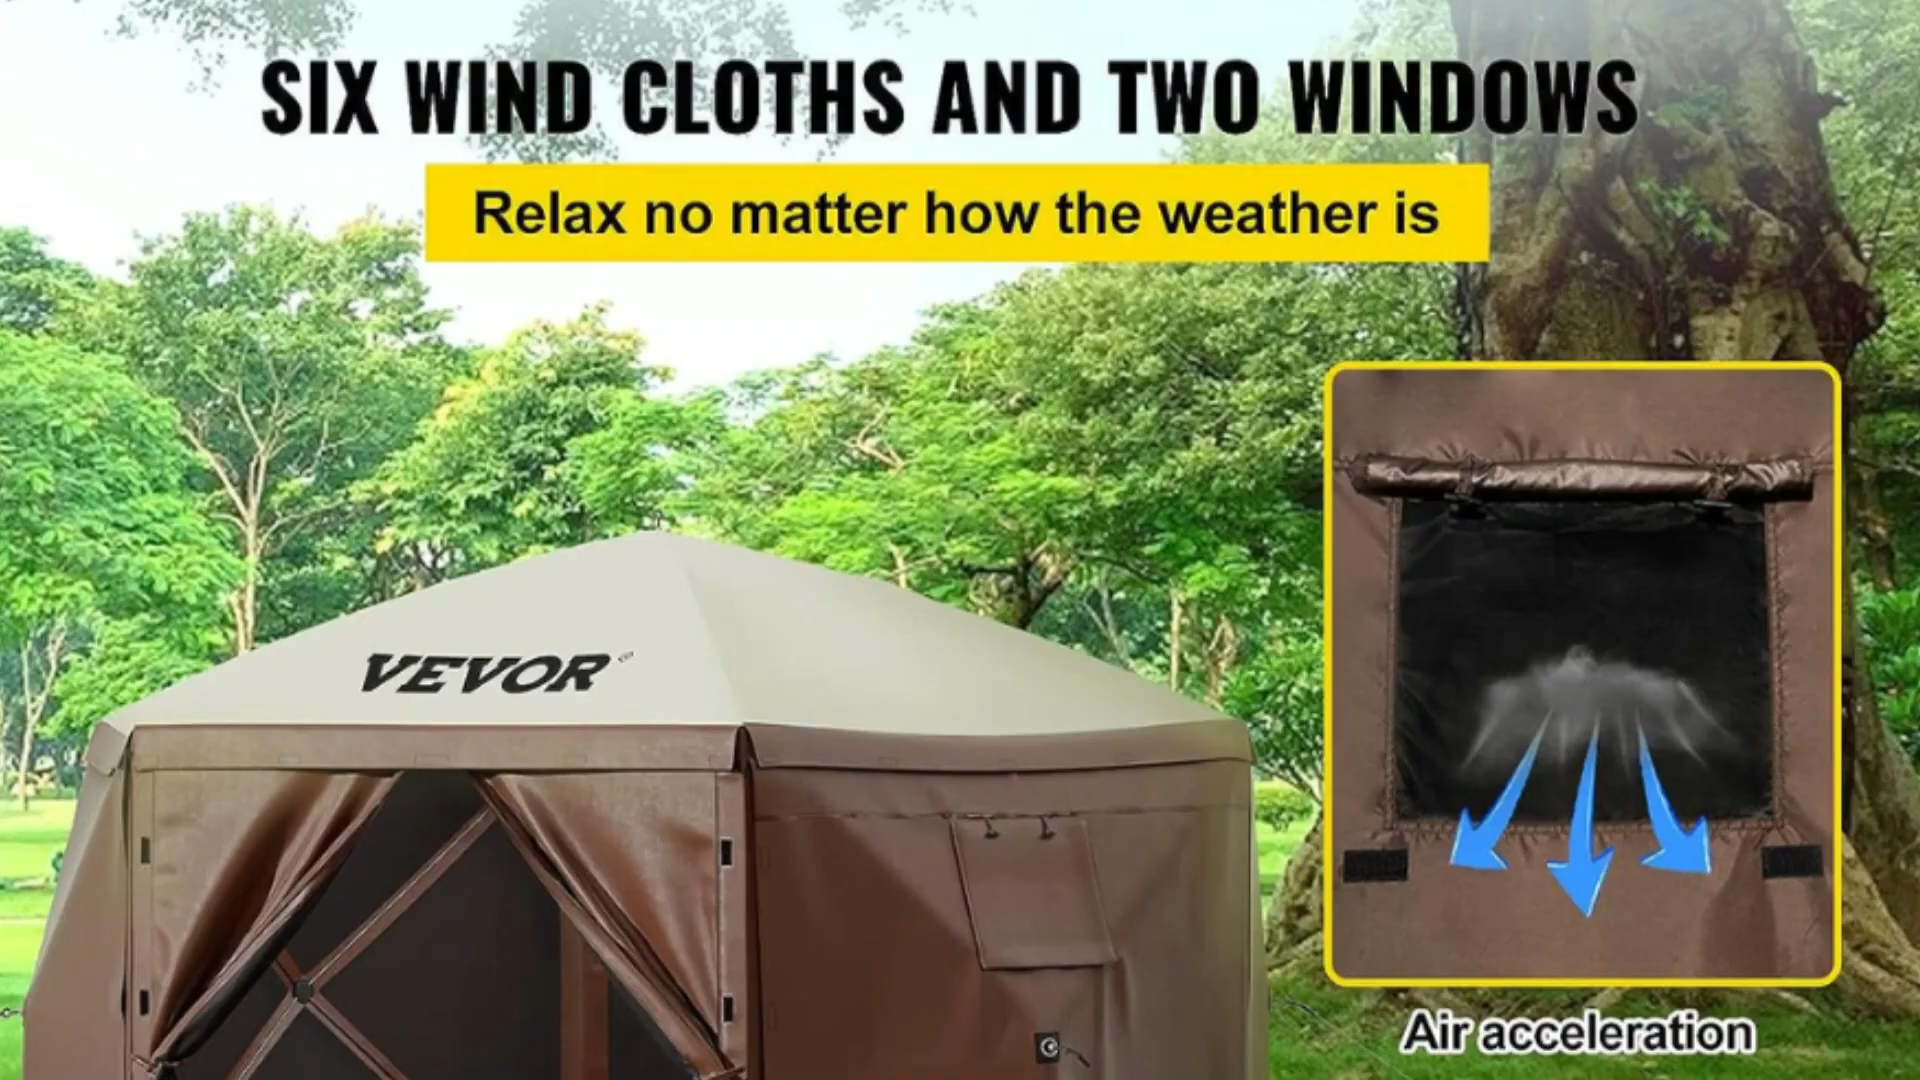 SIX WIND CLOTHS AND TWO WINDOWS
Relax no matter how the weather is
VEVOR
Air acceleration